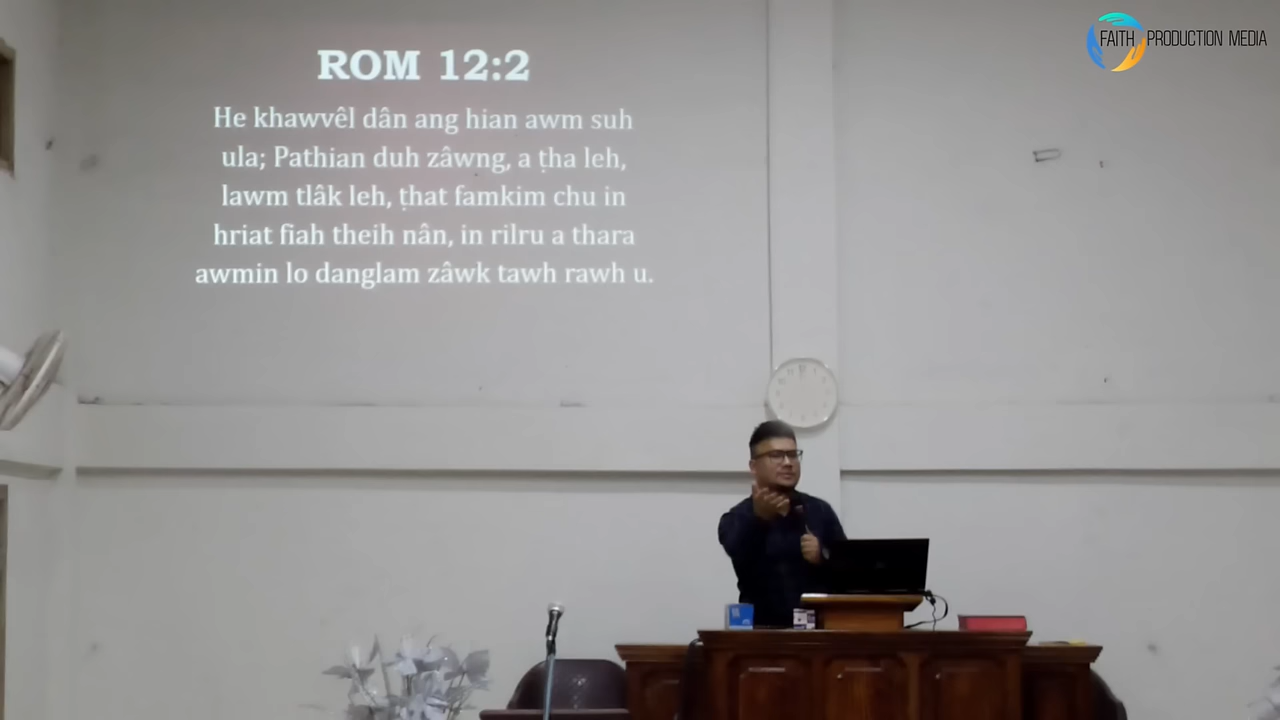 ROM 12:2
He khawvêl dân ang hian awm suh
ula; Pathian duh zâwng, a ṭha leh,
lawm tlâk leh, ṭhat famkim chu in
hriat fiah theih nân, in rilru a thara
awmin lo danglam zâwk tawh rawh u.
FAITH PRODUCTION MEDIA